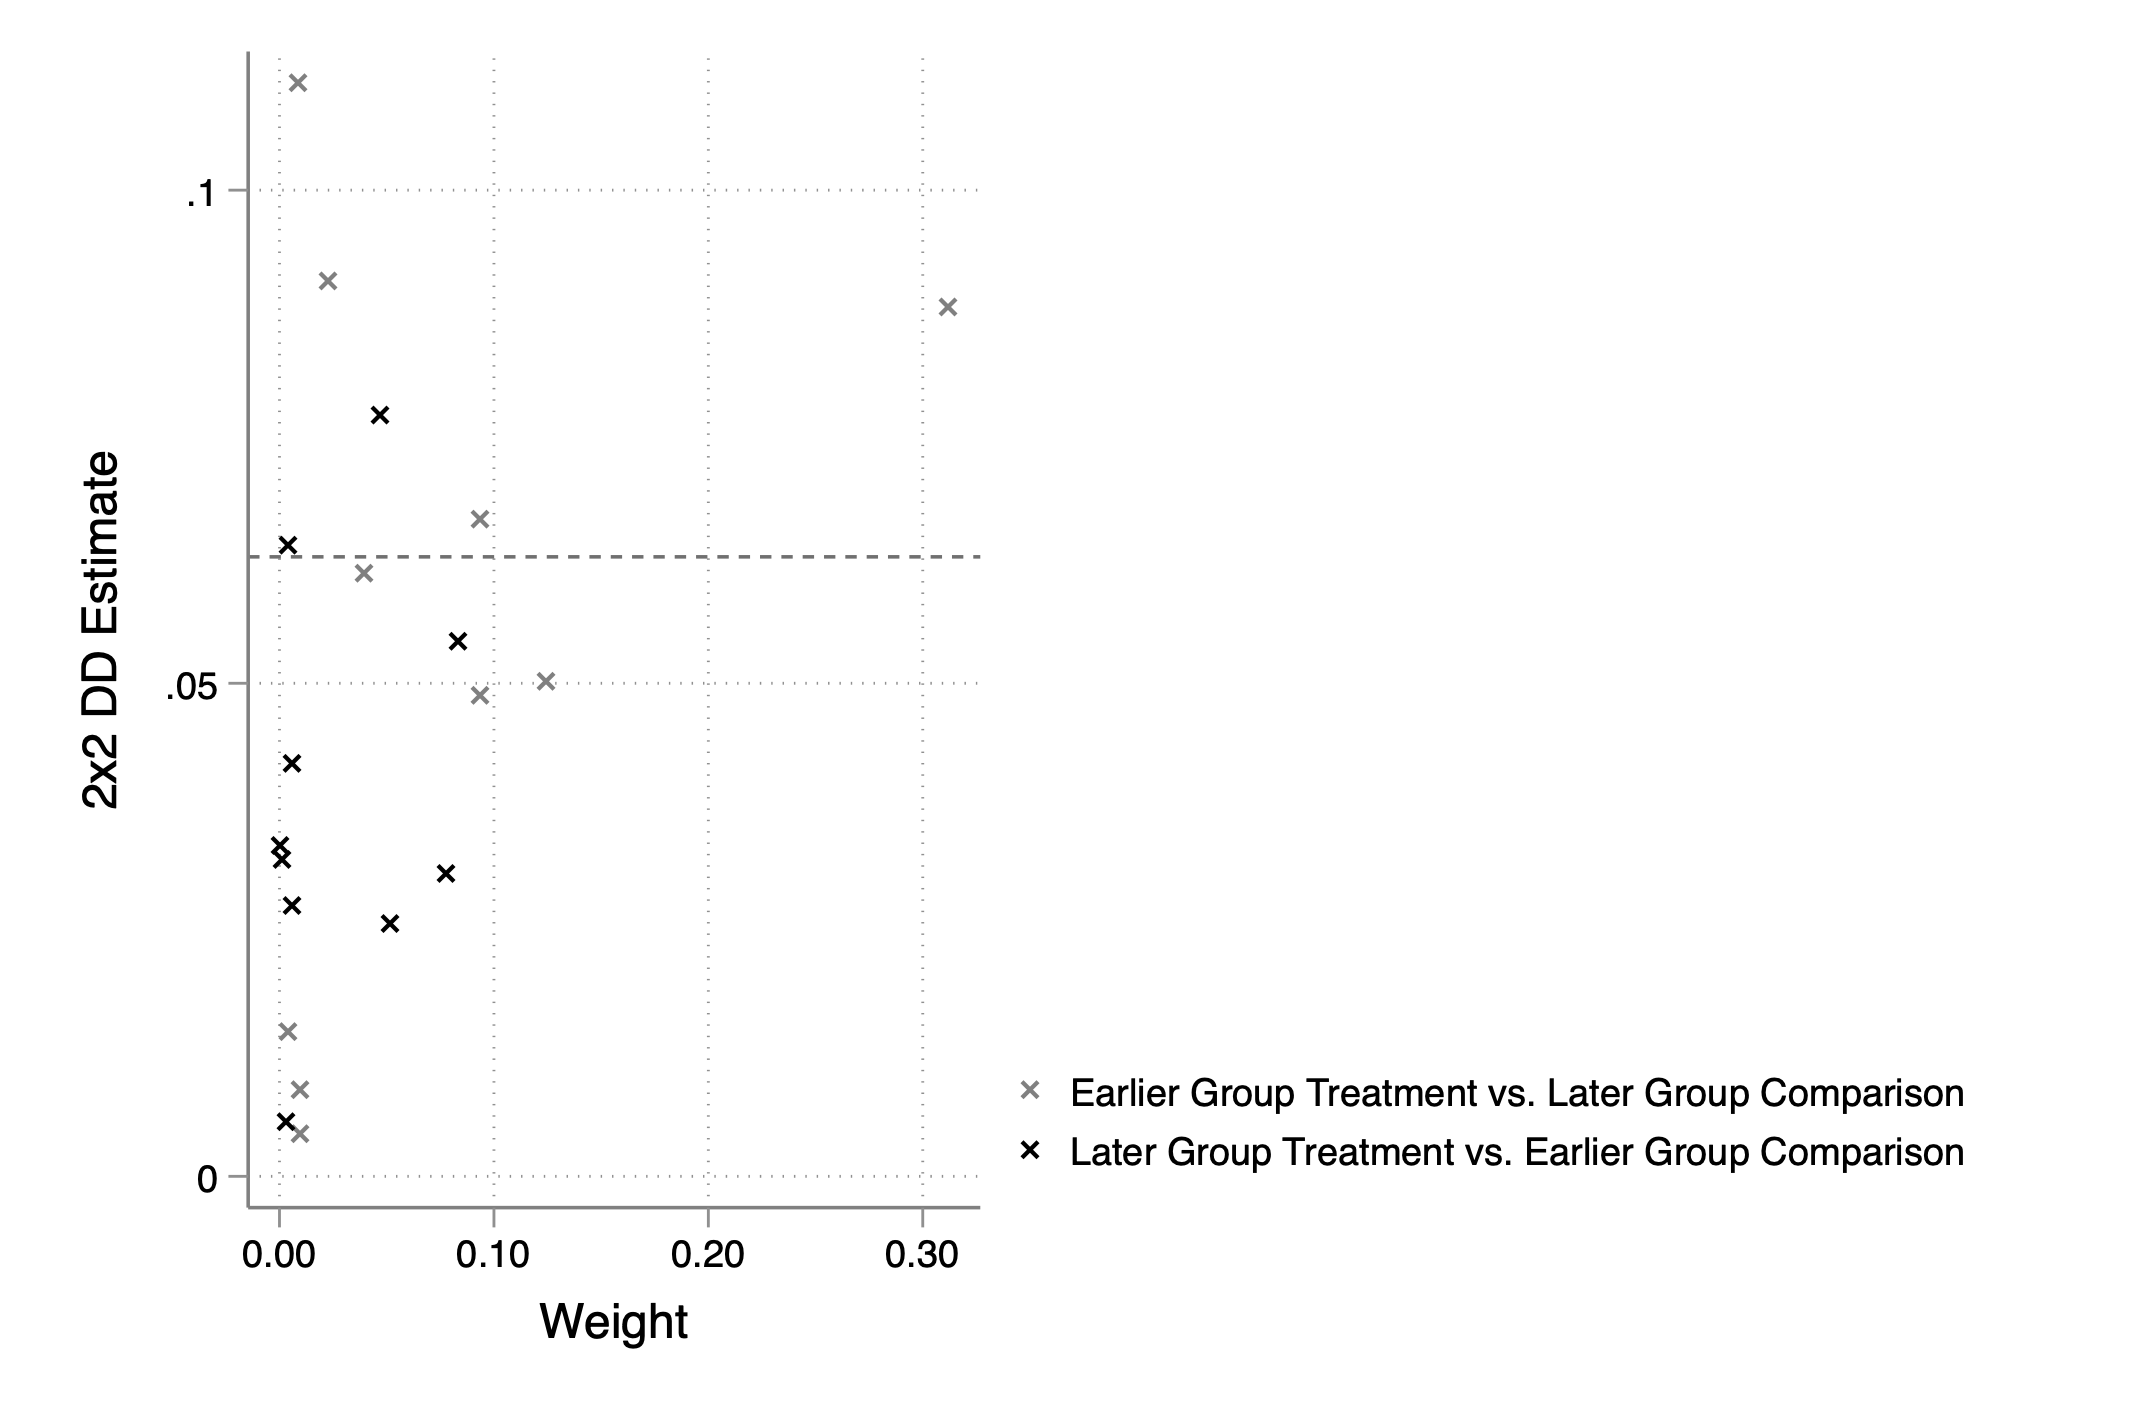 .1
.05
0
2x2 DD Estimate
0.00 0.10 0.20 0.30
Weight
Earlier Group Treatment vs. Later Group Comparison
Later Group Treatment vs. Earlier Group Comparison